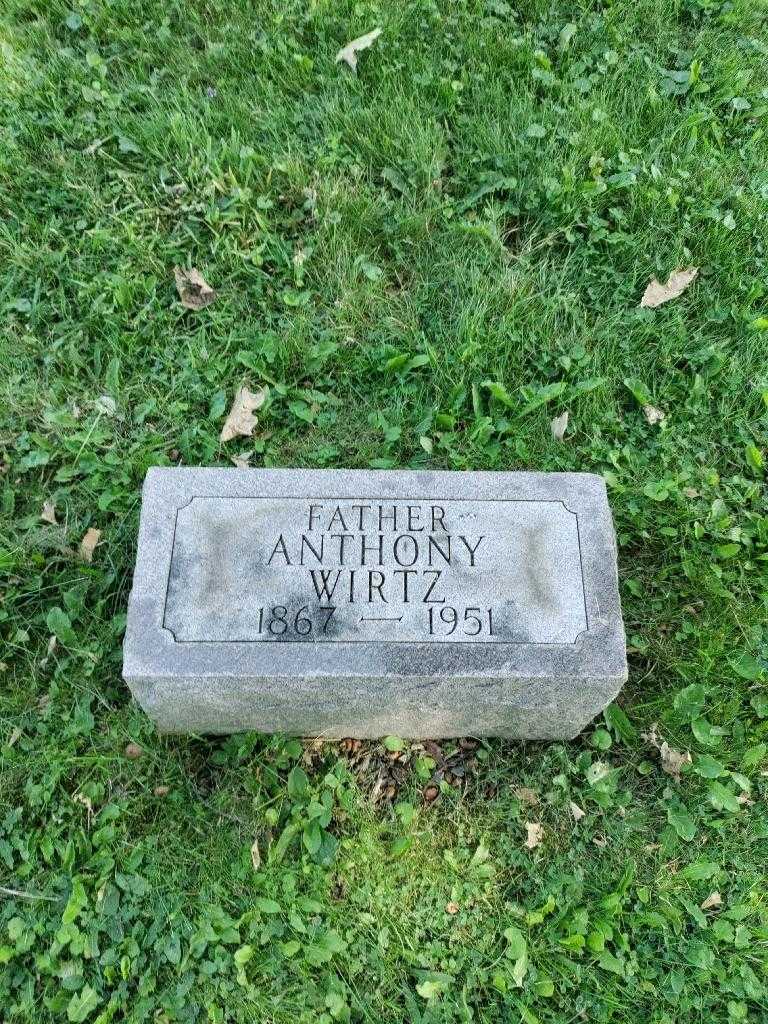 FATHER
ANTHONY
WIRTZ
1867 — 1951